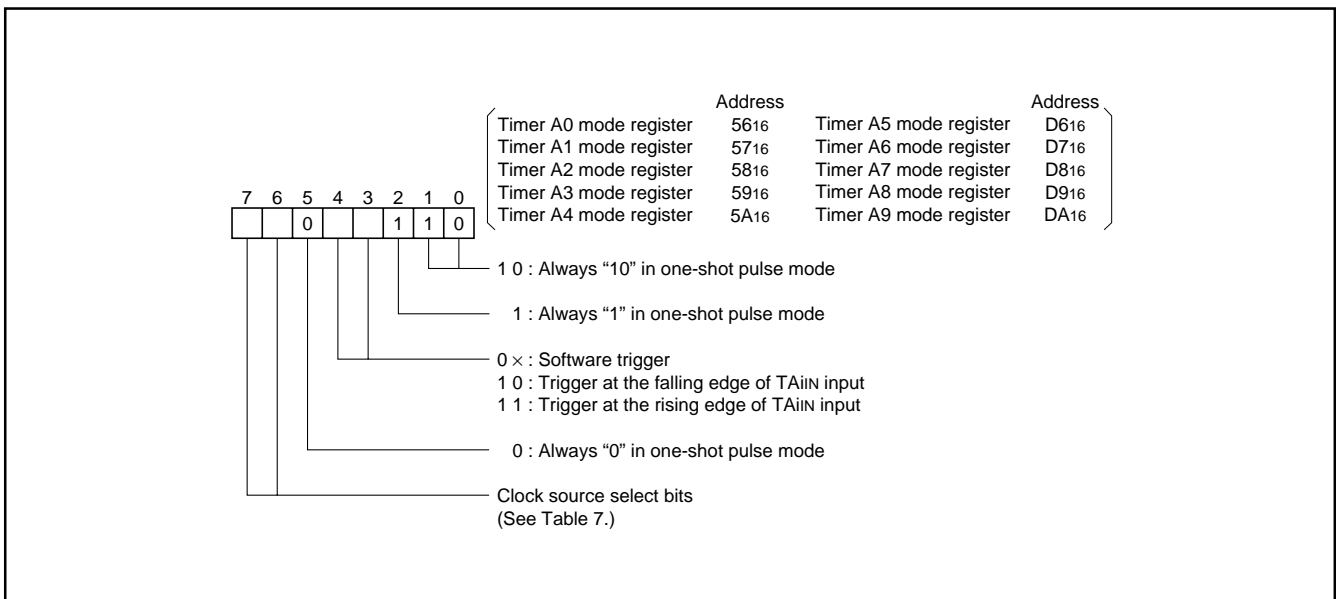 Address Address
Timer A0 mode register 5616 Timer A5 mode register D616
Timer A1 mode register 5716 Timer A6 mode register D716
Timer A2 mode register 5816 Timer A7 mode register D816
Timer A3 mode register 5916 Timer A8 mode register D916
Timer A4 mode register 5A16 Timer A9 mode register DA16
7 6 5 4 3 2 1 0
0 1 1 0
1 0 : Always “10” in one-shot pulse mode
1 : Always “1” in one-shot pulse mode
0 × : Software trigger
1 0 : Trigger at the falling edge of TAiIN input
1 1 : Trigger at the rising edge of TAiIN input
0 : Always “0” in one-shot pulse mode
Clock source select bits
(See Table 7.)